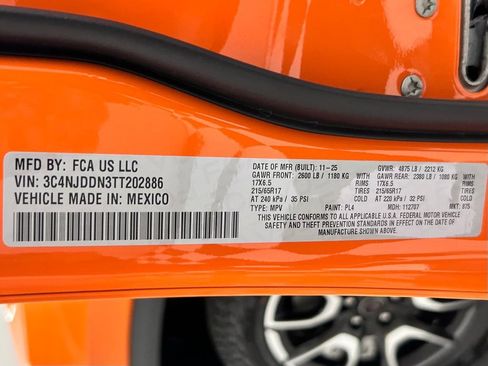 MFD BY: FCA US LLC
VIN: 3C4NJDDN3TT202886
VEHICLE MADE IN: MEXICO
DATE OF MFR (BUILT): 11-25 GVWR: 4875 LB / 2212 KG
GAWR FRONT: 2600 LB / 1180 KG GAWR REAR: 2380 LB / 1080 KG
17X6.5 RIMS 17X6.5 RIMS
215/65R17 TIRES 215/65R17 TIRES
AT 240 kPa / 35 PSI COLD AT 220 kPa / 32 PSI COLD
THIS VEHICLE CONFORMS TO ALL APPLICABLE U.S.A. FEDERAL MOTOR VEHICLE
SAFETY AND THEFT PREVENTION STANDARDS IN EFFECT ON THE DATE OF
MANUFACTURE SHOWN ABOVE.
TYPE: MPV PAINT: PL4 MDH: 112707 MKT: 875